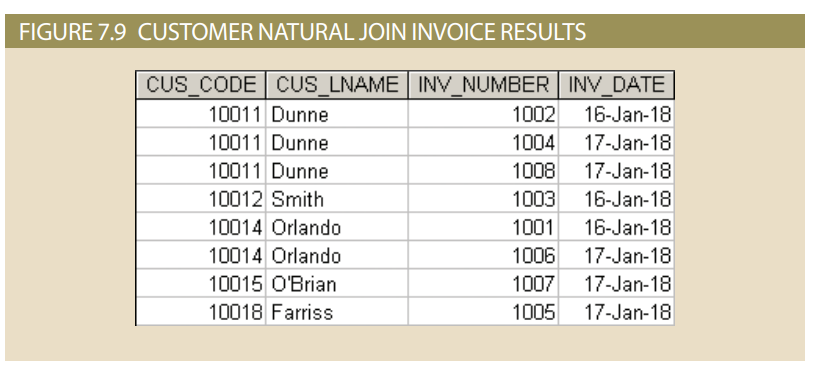 FIGURE 7.9 CUSTOMER NATURAL JOIN INVOICE RESULTS
CUS_CODE CUS_LNAME INV_NUMBER INV_DATE
10011 Dunne 1002 16-Jan-18
10011 Dunne 1004 17-Jan-18
10011 Dunne 1008 17-Jan-18
10012 Smith 1003 16-Jan-18
10014 Orlando 1001 16-Jan-18
10014 Orlando 1006 17-Jan-18
10015 O'Brian 1007 17-Jan-18
10018 Farriss 1005 17-Jan-18